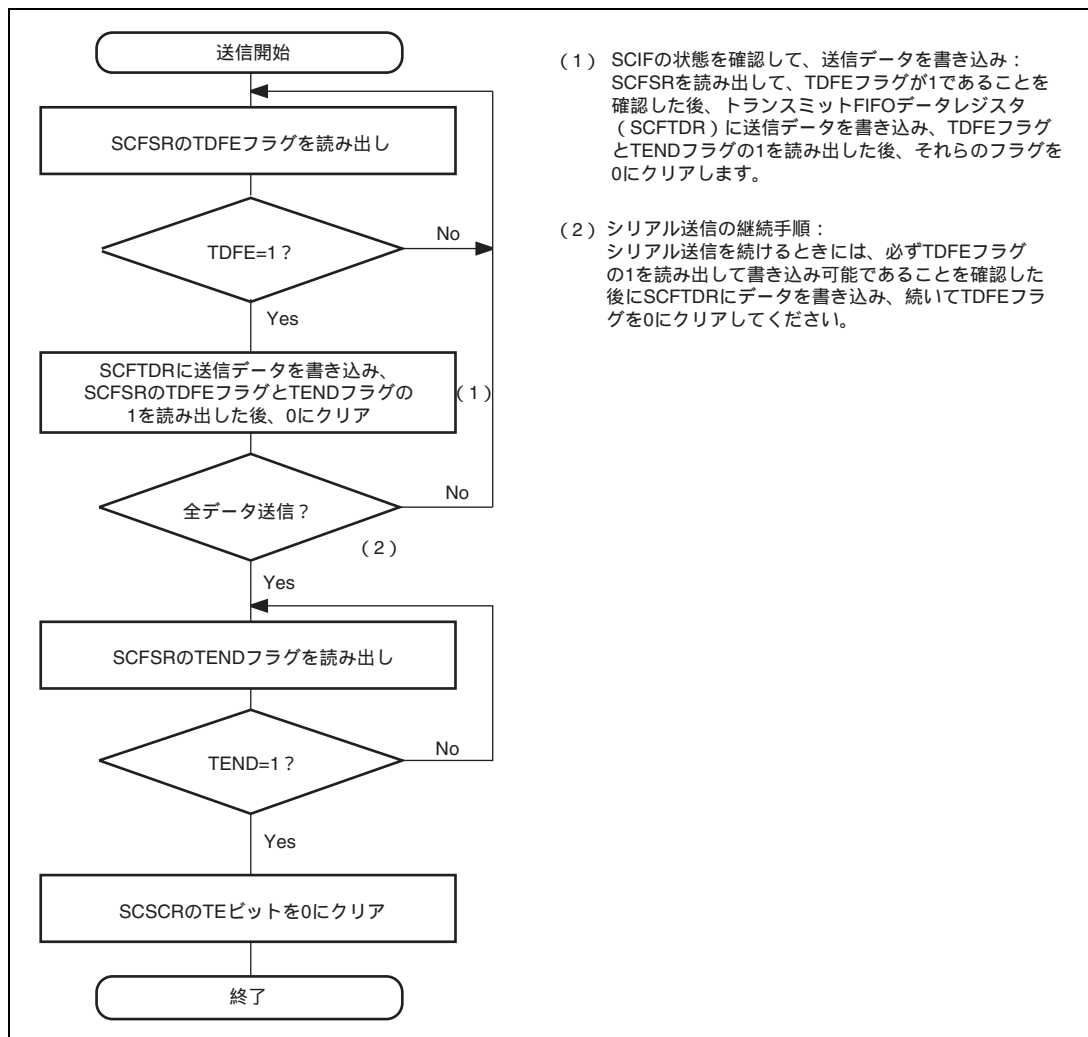 送信開始
SCFSRのTDFEフラグを読み出し
TDFE=1？
No
Yes
SCFTDRに送信データを書き込み、
SCFSRのTDFEフラグとTENDフラグの
1を読み出した後、0にクリア
（1）
全データ送信？
No
（2）
Yes
SCFSRのTENDフラグを読み出し
TEND=1？
No
Yes
SCSCRのTEビットを0にクリア
終了
（1） SCIFの状態を確認して、送信データを書き込み：
SCFSRを読み出して、TDFEフラグが1であることを
確認した後、トランスミットFIFOデータレジスタ
（SCFTDR）に送信データを書き込み、TDFEフラグ
とTENDフラグの1を読み出した後、それらのフラグを
0にクリアします。
（2）シリアル送信の継続手順：
シリアル送信を続けるときには、必ずTDFEフラグ
の1を読み出して書き込み可能であることを確認した
後にSCFTDRにデータを書き込み、続いてTDFEフラ
グを0にクリアしてください。